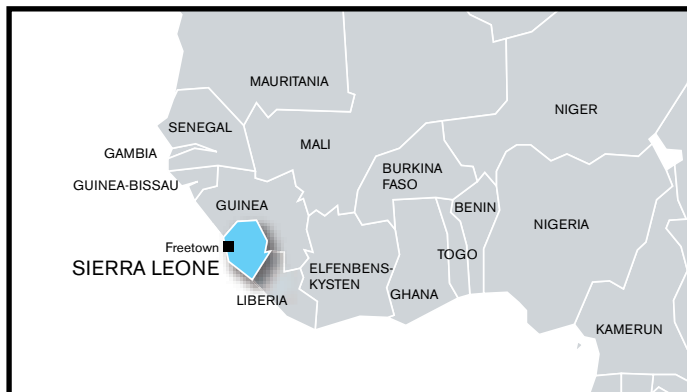 MAURITANIA
NIGER
SENEGAL
MALI
GAMBIA
BURKINA
FASO
GUINEA-BISSAU
GUINEA
BENIN
NIGERIA
Freetown
TOGO
SIERRA LEONE
ELFENBENS-
KYSTEN
GHANA
LIBERIA
KAMERUN